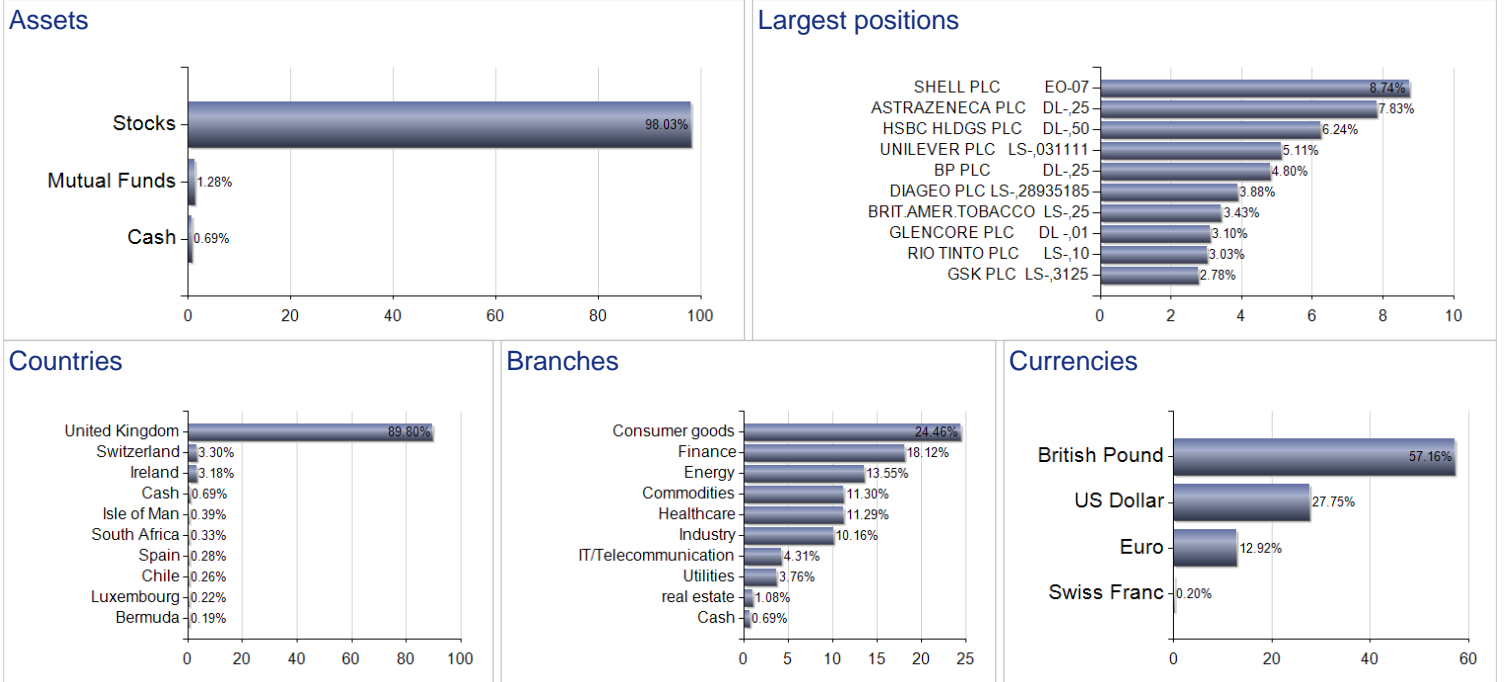 Assets
0 20 40 60 80 100
Stocks 98.03%
Mutual Funds 1.28%
Cash 0.69%
0 20 40 60 80 100
Largest positions
SHELL PLC EO-07 8.74%
ASTRAZENECA PLC DL-,25 7.83%
HSBC HLDGS PLC DL-,50 6.24%
UNILEVER PLC LS-,031111 5.11%
BP PLC DL-,25 4.80%
DIAGEO PLC LS-,28935185 3.88%
BRIT.AMER.TOBACCO LS-,25 3.43%
GLENCORE PLC DL -,01 3.10%
RIO TINTO PLC LS-,10 3.03%
GSK PLC LS-,3125 2.78%
0 2 4 6 8 10
Countries
United Kingdom 89.80%
Switzerland 3.30%
Ireland 3.18%
Cash 0.69%
Isle of Man 0.39%
South Africa 0.33%
Spain 0.28%
Chile 0.26%
Luxembourg 0.22%
Bermuda 0.19%
0 20 40 60 80 100
Branches
Consumer goods 24.46%
Finance 18.12%
Energy 13.55%
Commodities 11.30%
Healthcare 11.29%
Industry 10.16%
IT/Telecommunication 4.31%
Utilities 3.76%
real estate 1.08%
Cash 0.69%
0 5 10 15 20 25
Currencies
British Pound 57.16%
US Dollar 27.75%
Euro 12.92%
Swiss Franc 0.20%
0 20 40 60